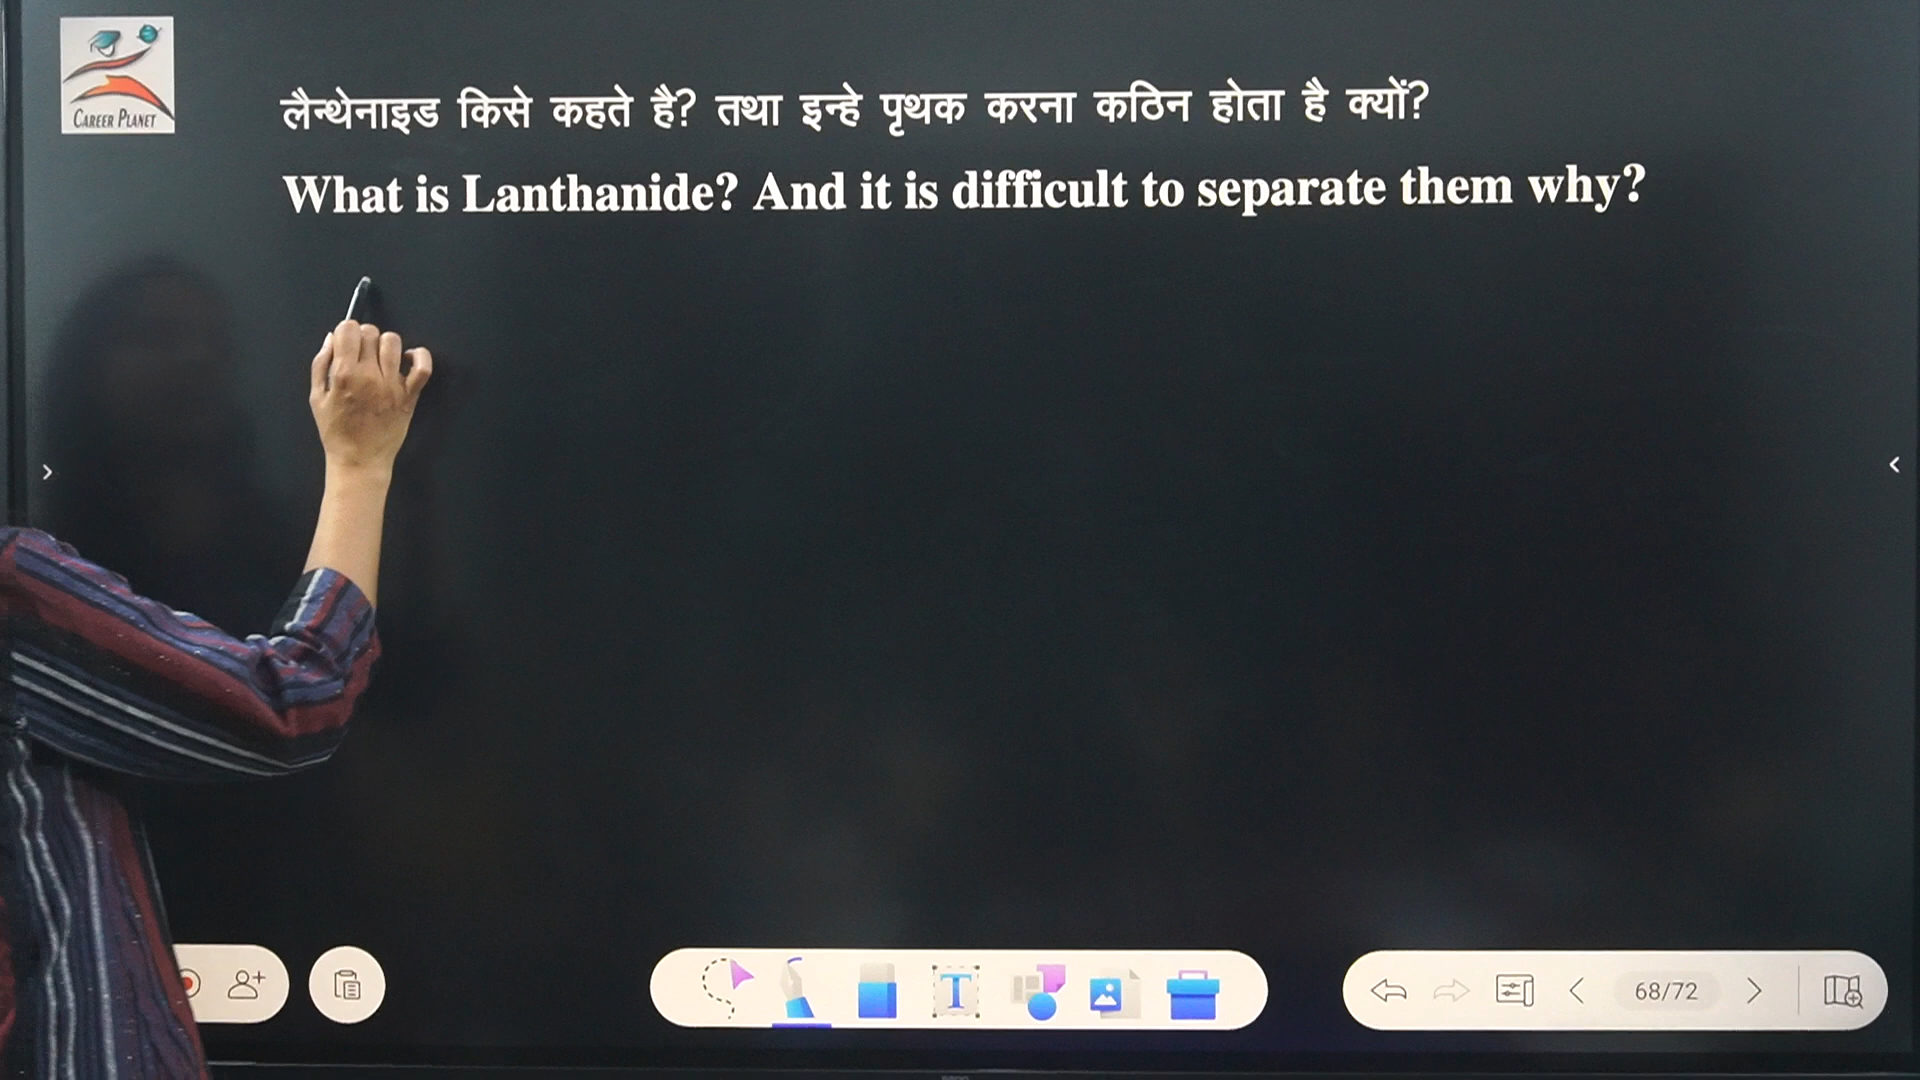 CAREER PLANET
लैन्थेनाइड किसे कहते है? तथा इन्हे पृथक करना कठिन होता है क्यों?
What is Lanthanide? And it is difficult to separate them why?
T
68/72